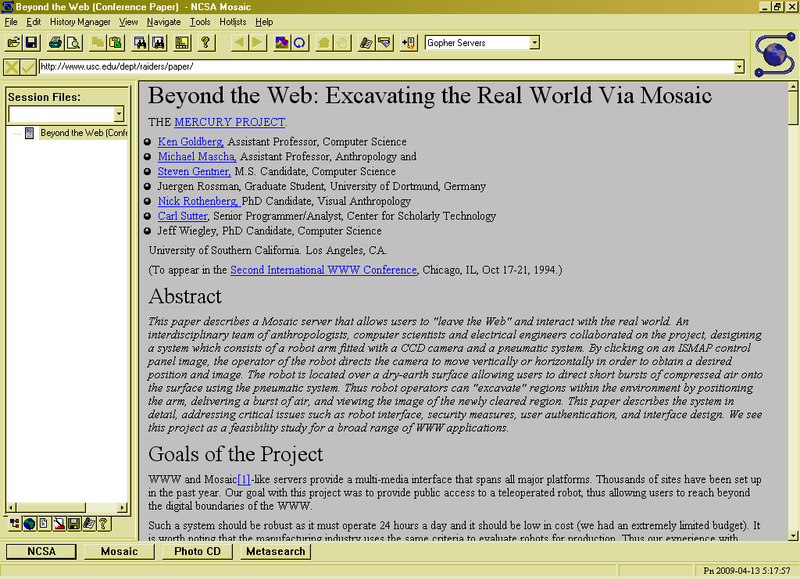 Beyond the Web (Conference Paper) - NCSA Mosaic
File Edit History Manager View Navigate Tools Hotlists Help
Gopher Servers
http://www.usc.edu/dept/raiders/paper/
Session Files:
Beyond the Web (Confe
Beyond the Web: Excavating the Real World Via Mosaic
THE MERCURY PROJECT.
Ken Goldberg, Assistant Professor, Computer Science
Michael Mascha, Assistant Professor, Anthropology and
Steven Gentner, M.S. Candidate, Computer Science
Juergen Rossman, Graduate Student, University of Dortmund, Germany
Nick Rothenberg, PhD Candidate, Visual Anthropology
Carl Sutter, Senior Programmer/Analyst, Center for Scholarly Technology
Jeff Wiegley, PhD Candidate, Computer Science
University of Southern California. Los Angeles, CA.
(To appear in the Second International WWW Conference, Chicago, IL, Oct 17-21, 1994.)
Abstract
This paper describes a Mosaic server that allows users to "leave the Web" and interact with the real world. An
interdisciplinary team of anthropologists, computer scientists and electrical engineers collaborated on the project, desigining
a system which consists of a robot arm fitted with a CCD camera and a pneumatic system. By clicking on an ISMAP control
panel image, the operator of the robot directs the camera to move vertically or horizontally in order to obtain a desired
position and image. The robot is located over a dry-earth surface allowing users to direct short bursts of compressed air onto
the surface using the pneumatic system. Thus robot operators can "excavate" regions within the environment by positioning
the arm, delivering a burst of air, and viewing the image of the newly cleared region. This paper describes the system in
detail, addressing critical issues such as robot interface, security measures, user authentication, and interface design. We see
this project as a feasibility study for a broad range of WWW applications.
Goals of the Project
WWW and Mosaic[1]-like servers provide a multi-media interface that spans all major platforms. Thousands of sites have been set up
in the past year. Our goal with this project was to provide public access to a teleoperated robot, thus allowing users to reach beyond
the digital boundaries of the WWW.
Such a system should be robust as it must operate 24 hours a day and it should be low in cost (we had an extremely limited budget). It
is worth noting that the manufacturing industry uses the same criteria to evaluate robots for production. Thus our experience with
NCSA Mosaic Photo CD Metasearch
Pn 2009-04-13 5:17:57